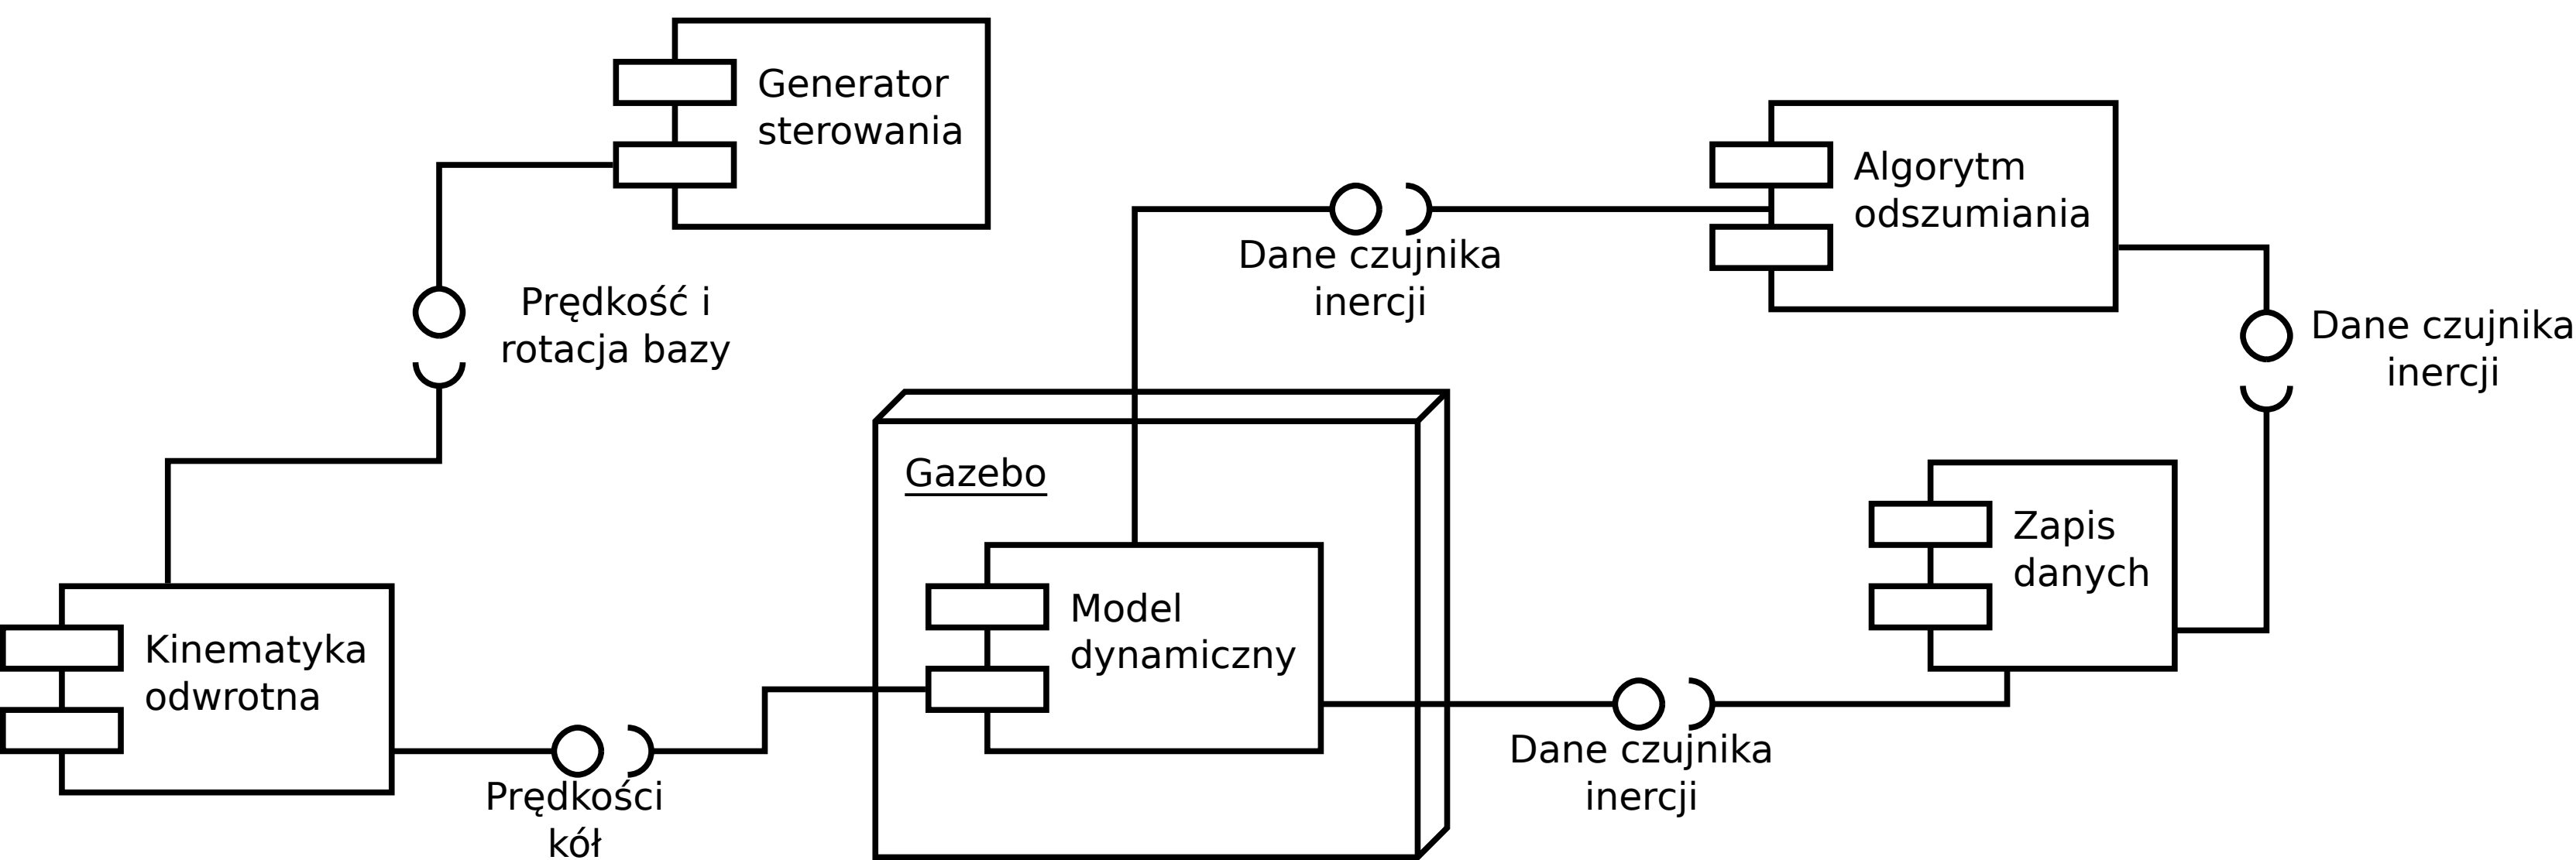 Generator
sterowania
Algorytm
odszumiania
Dane czujnika
inercji
Prędkość i
rotacja bazy
Dane czujnika
inercji
Gazebo
Zapis
danych
Model
dynamiczny
Kinematyka
odwrotna
Dane czujnika
inercji
Prędkości
kół